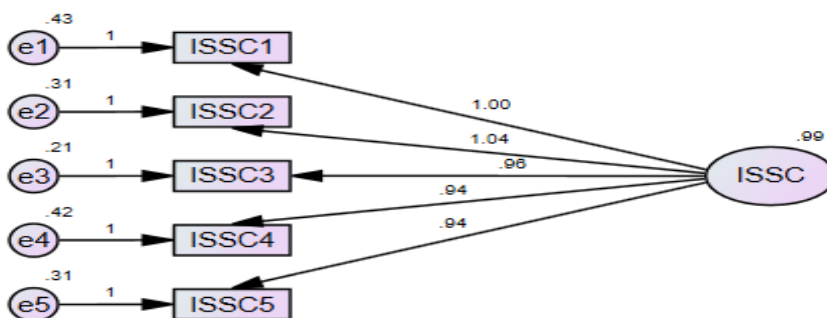 .43
e1 1 ISSC1
1.00
.31
e2 1 ISSC2
1.04
.99
.21
e3 1 ISSC3
.96
ISSC
.42
e4 1 ISSC4
.94
.31
e5 1 ISSC5
.94